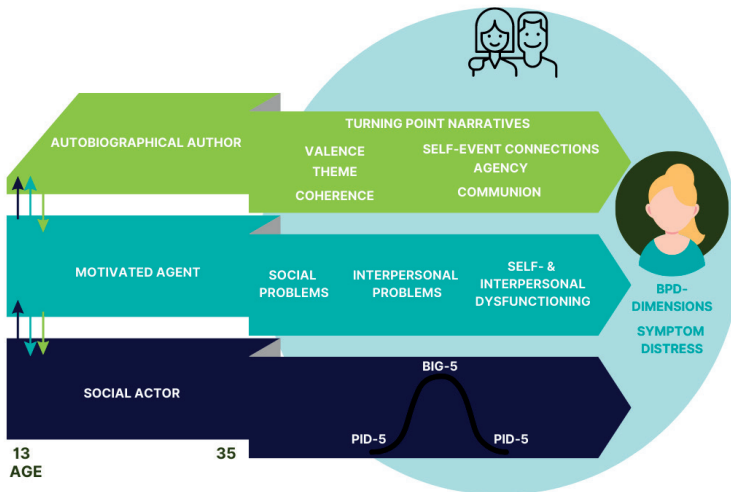 AUTOBIOGRAPHICAL AUTHOR
TURNING POINT NARRATIVES
VALENCE
THEME
COHERENCE
SELF-EVENT CONNECTIONS
AGENCY
COMMUNION
MOTIVATED AGENT
SOCIAL
PROBLEMS
INTERPERSONAL
PROBLEMS
SELF- &
INTERPERSONAL
DYSFUNCTIONING
BPD-
DIMENSIONS
SYMPTOM
DISTRESS
SOCIAL ACTOR
BIG-5
PID-5
PID-5
13
35
AGE